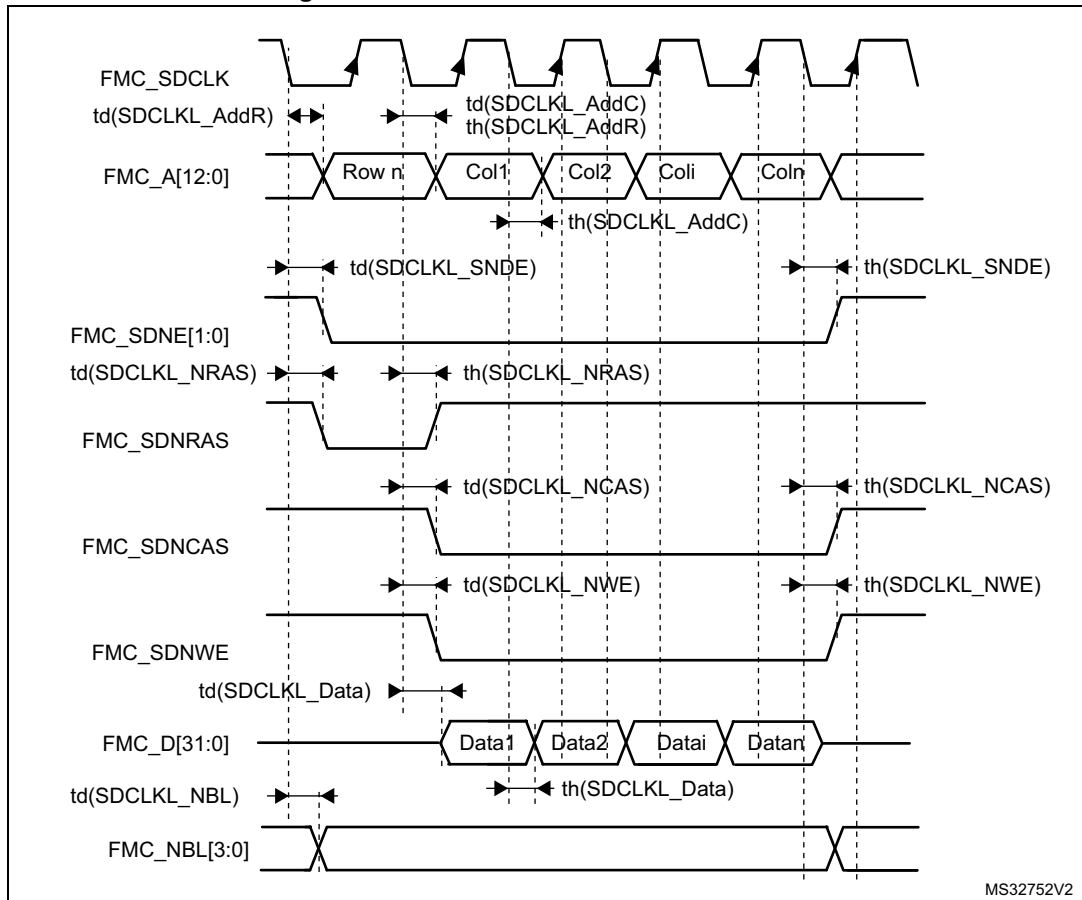 FMC_SDCLK
td(SDCLKL_AddR)
td(SDCLKL_AddC)
th(SDCLKL_AddR)
FMC_A[12:0]
Row n
Col1
Col2
Coli
Coln
th(SDCLKL_AddC)
td(SDCLKL_SNDE)
th(SDCLKL_SNDE)
FMC_SDNE[1:0]
td(SDCLKL_NRAS)
th(SDCLKL_NRAS)
FMC_SDNRAS
td(SDCLKL_NCAS)
th(SDCLKL_NCAS)
FMC_SDNCAS
td(SDCLKL_NWE)
th(SDCLKL_NWE)
FMC_SDNWE
td(SDCLKL_Data)
FMC_D[31:0]
Data1
Data2
Datai
Datan
td(SDCLKL_NBL)
th(SDCLKL_Data)
FMC_NBL[3:0]
MS32752V2